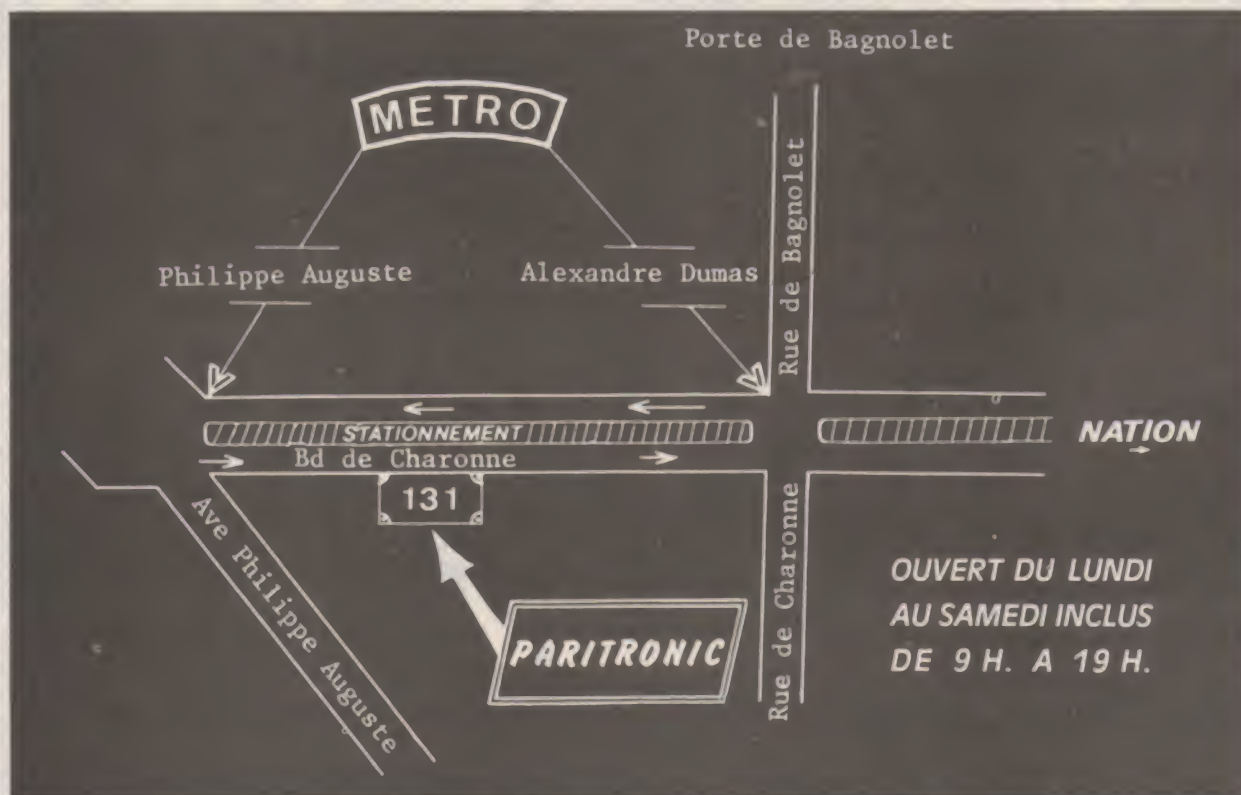 Porte de Bagnolet
METRO
Philippe Auguste
Alexandre Dumas
Rue de Bagnolet
STATIONNEMENT
NATION
Bd de Charonne
131
Ave Philippe Auguste
Rue de Charonne
PARITRONIC
OUVERT DU LUNDI
AU SAMEDI INCLUS
DE 9 H. A 19 H.